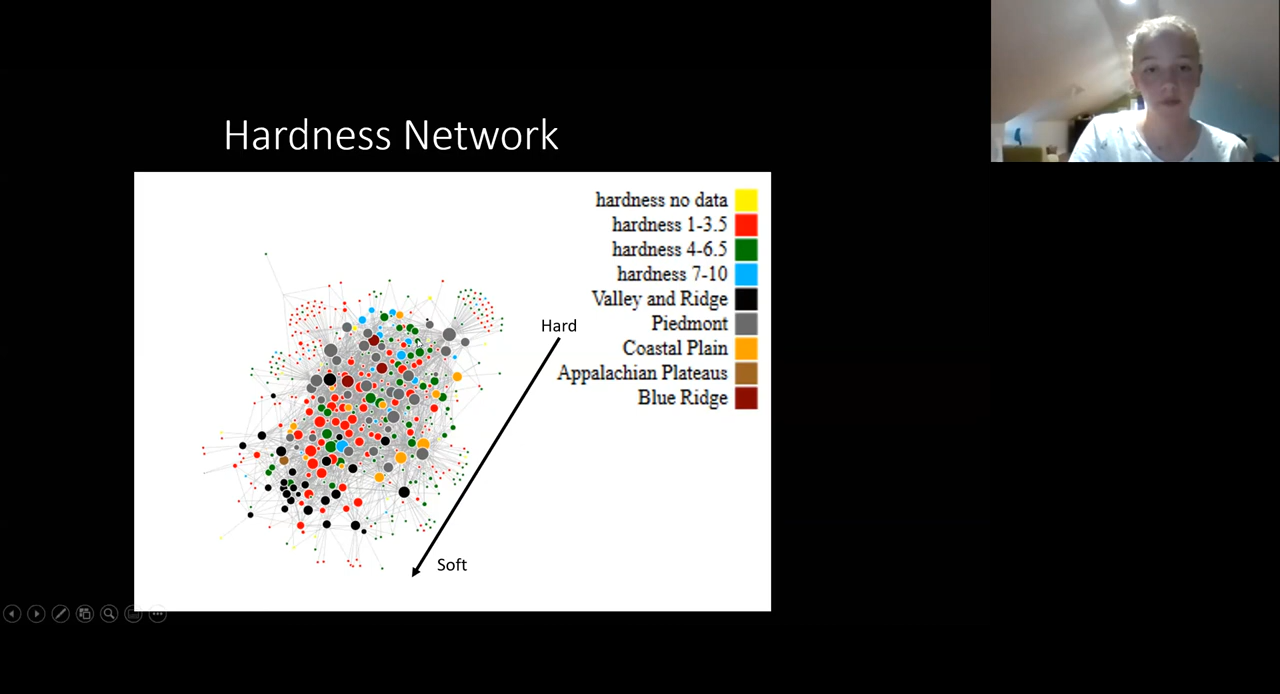 Hardness Network
hardness no data
hardness 1-3.5
hardness 4-6.5
hardness 7-10
Valley and Ridge
Piedmont
Coastal Plain
Appalachian Plateaus
Blue Ridge
Hard
Soft